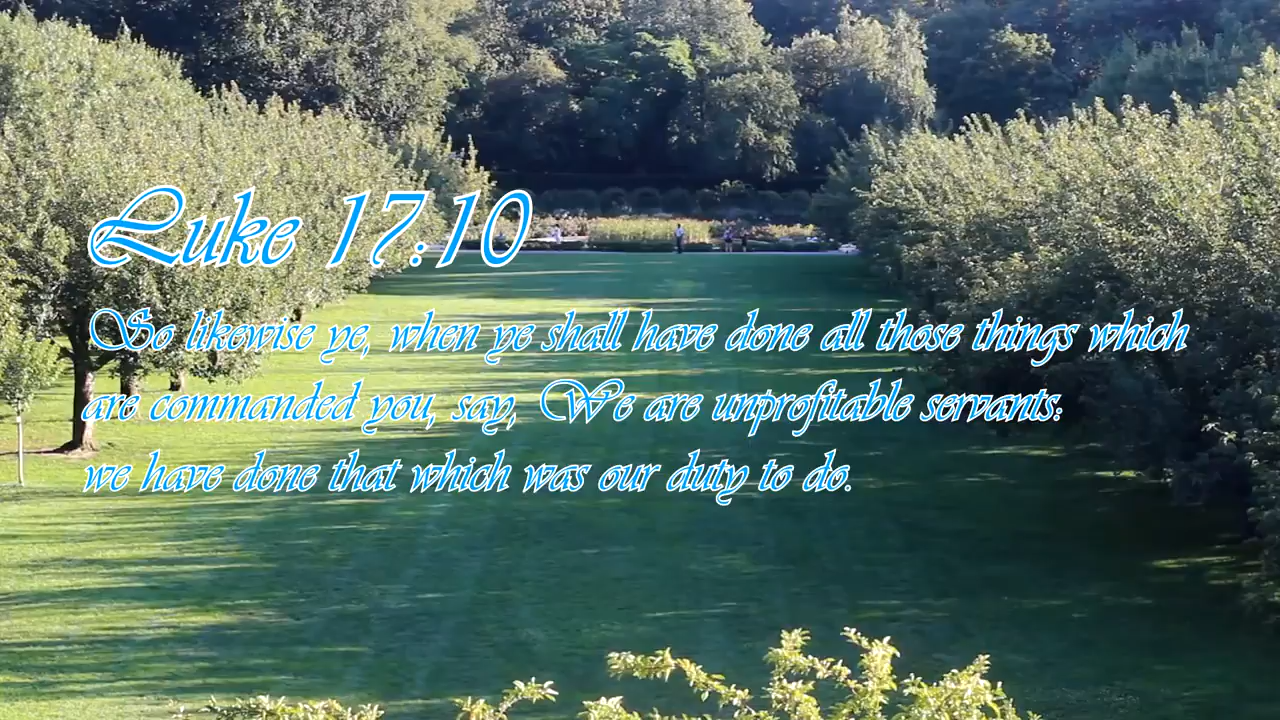 Luke 17:10
So likewise ye, when ye shall have done all those things which
are commanded you, say, We are unprofitable servants:
we have done that which was our duty to do.